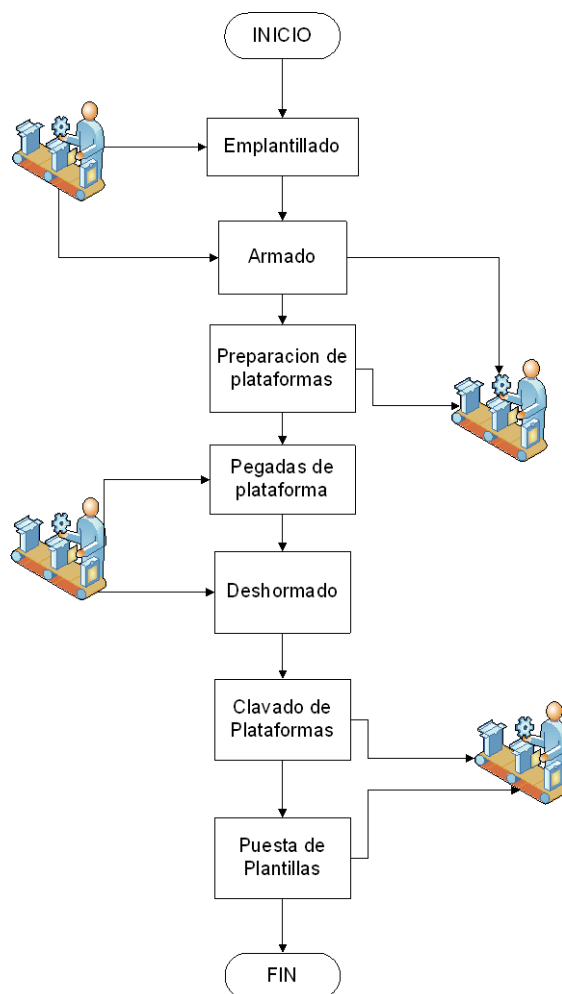 INICIO
Emplantillado
Armado
Preparacion de
plataformas
Pegadas de
plataforma
Deshormado
Clavado de
Plataformas
Puesta de
Plantillas
FIN